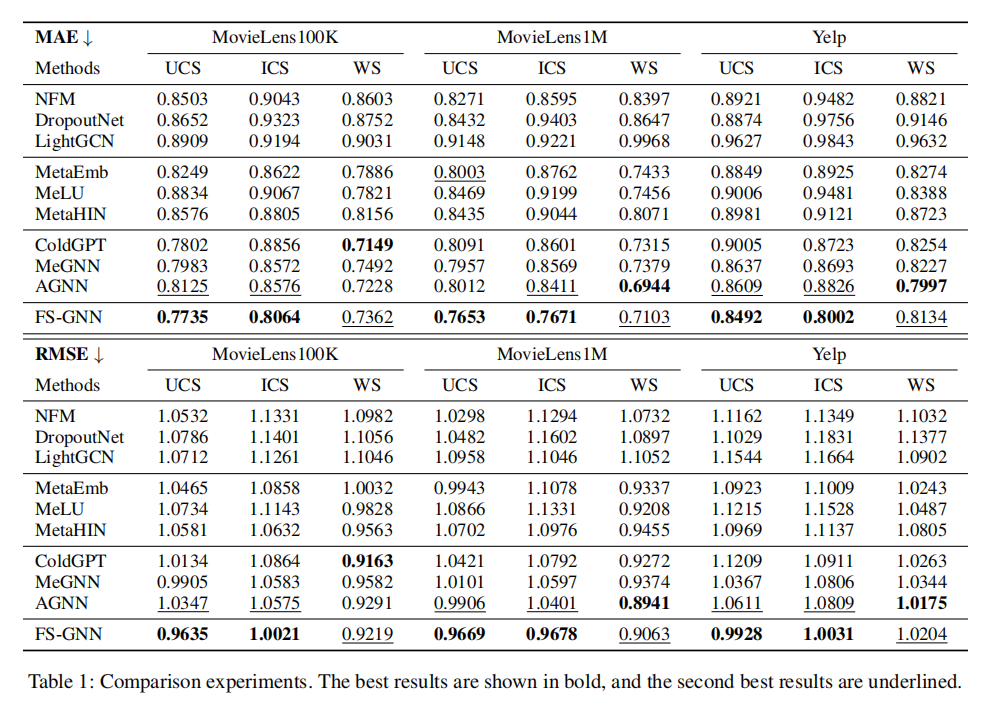 MAE ↓ MovieLens100K MovieLens1M Yelp
Methods UCS ICS WS UCS ICS WS UCS ICS WS
NFM 0.8503 0.9043 0.8603 0.8271 0.8595 0.8397 0.8921 0.9482 0.8821
DropoutNet 0.8652 0.9323 0.8752 0.8432 0.9403 0.8647 0.8874 0.9756 0.9146
LightGCN 0.8909 0.9194 0.9031 0.9148 0.9221 0.9968 0.9627 0.9843 0.9632
MetaEmb 0.8249 0.8622 0.7886 0.8003 0.8762 0.7433 0.8849 0.8925 0.8274
MeLU 0.8834 0.9067 0.7821 0.8469 0.9199 0.7456 0.9006 0.9481 0.8388
MetaHIN 0.8576 0.8805 0.8156 0.8435 0.9044 0.8071 0.8981 0.9121 0.8723
ColdGPT 0.7802 0.8856 0.7149 0.8091 0.8601 0.7315 0.9005 0.8723 0.8254
MeGNN 0.7983 0.8572 0.7492 0.7957 0.8569 0.7379 0.8637 0.8693 0.8227
AGNN 0.8125 0.8576 0.7228 0.8012 0.8411 0.6944 0.8609 0.8826 0.7997
FS-GNN 0.7735 0.8064 0.7362 0.7653 0.7671 0.7103 0.8492 0.8002 0.8134
RMSE ↓ MovieLens100K MovieLens1M Yelp
Methods UCS ICS WS UCS ICS WS UCS ICS WS
NFM 1.0532 1.1331 1.0982 1.0298 1.1294 1.0732 1.1162 1.1349 1.1032
DropoutNet 1.0786 1.1401 1.1056 1.0482 1.1602 1.0897 1.1029 1.1831 1.1377
LightGCN 1.0712 1.1261 1.1046 1.0958 1.1046 1.1052 1.1544 1.1664 1.0902
MetaEmb 1.0465 1.0858 1.0032 0.9943 1.1078 0.9337 1.0923 1.1009 1.0243
MeLU 1.0734 1.1143 0.9828 1.0866 1.1331 0.9208 1.1215 1.1528 1.0487
MetaHIN 1.0581 1.0632 0.9563 1.0702 1.0976 0.9455 1.0969 1.1137 1.0805
ColdGPT 1.0134 1.0864 0.9163 1.0421 1.0792 0.9272 1.1209 1.0911 1.0263
MeGNN 0.9905 1.0583 0.9582 1.0101 1.0597 0.9374 1.0367 1.0806 1.0344
AGNN 1.0347 1.0575 0.9291 0.9906 1.0401 0.8941 1.0611 1.0809 1.0175
FS-GNN 0.9635 1.0021 0.9219 0.9669 0.9678 0.9063 0.9928 1.0031 1.0204
Table 1: Comparison experiments. The best results are shown in bold, and the second best results are underlined.